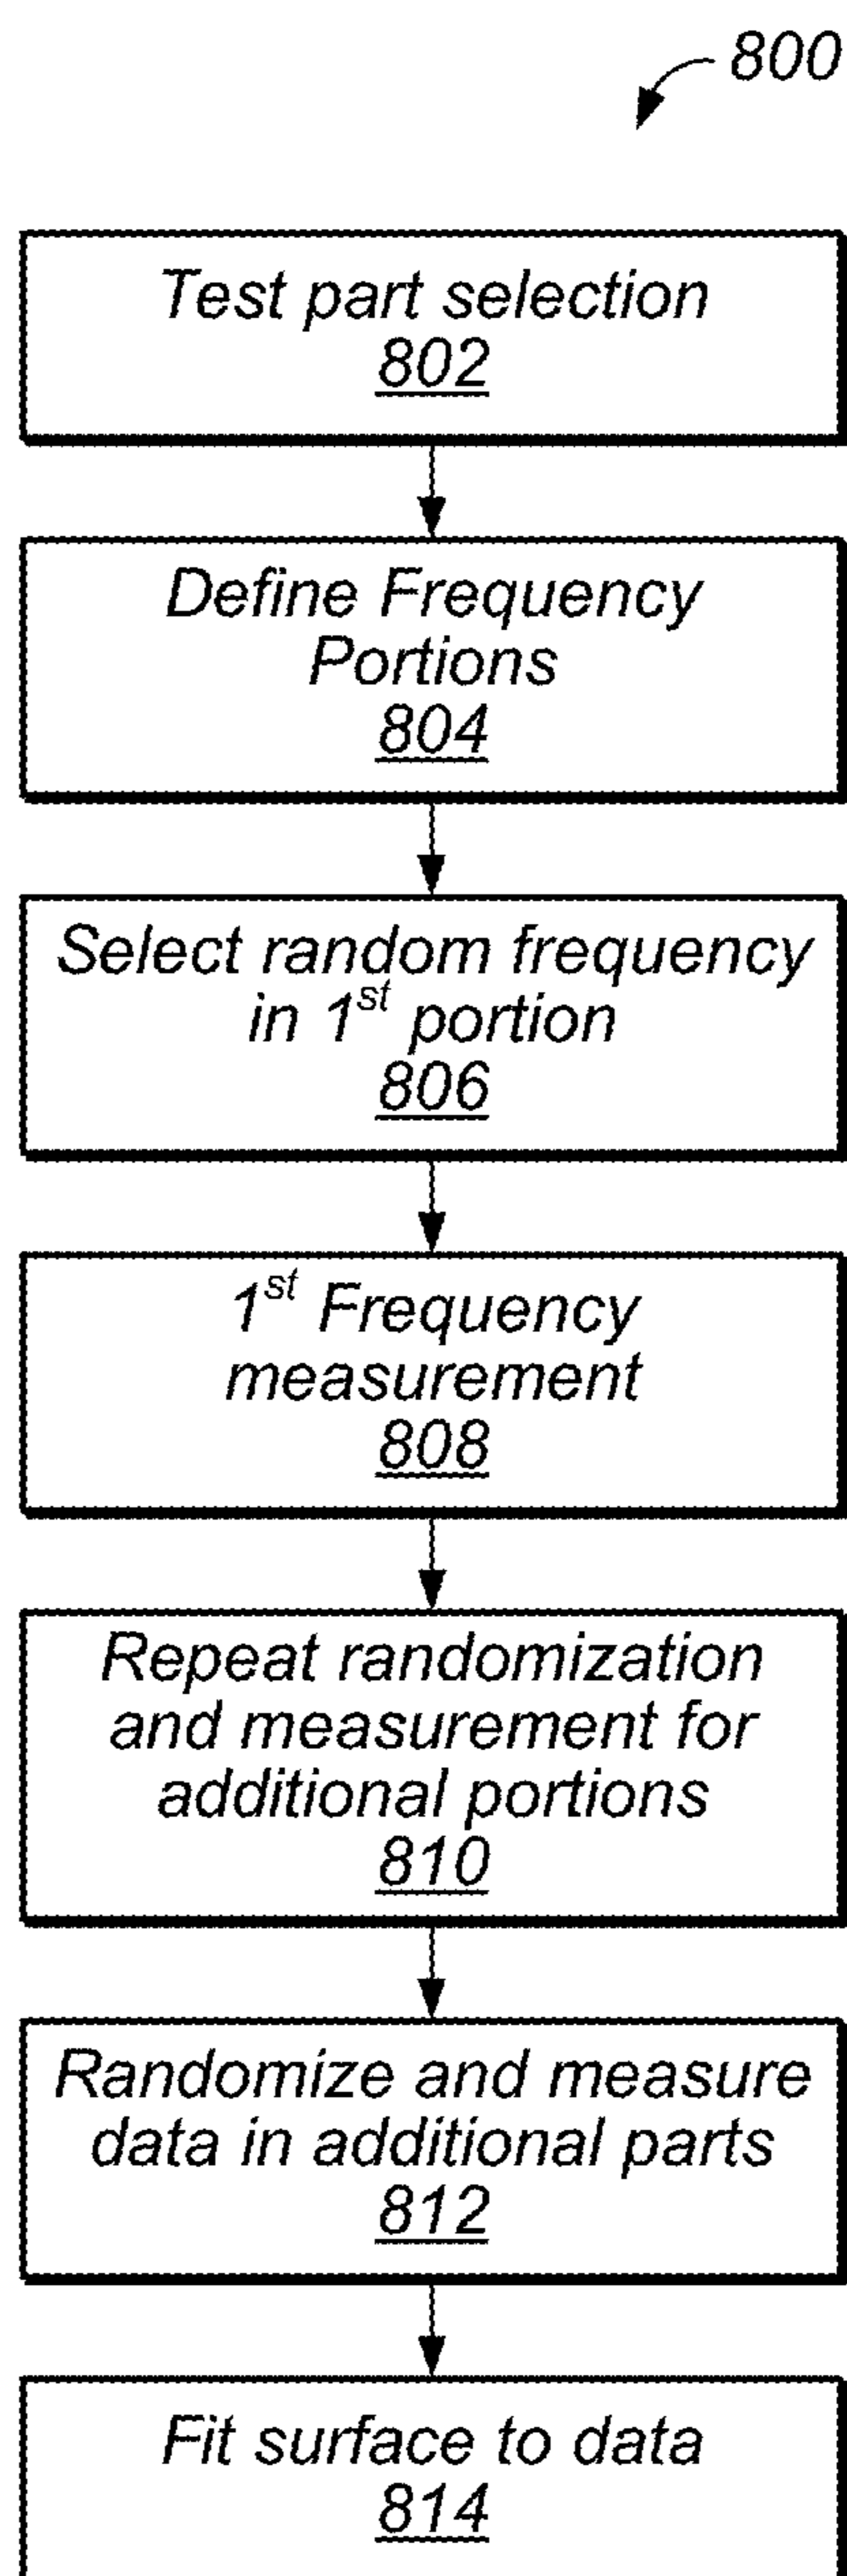 800
Test part selection
802
Define Frequency
Portions
804
Select random frequency
in 1st portion
806
1st Frequency
measurement
808
Repeat randomization
and measurement for
additional portions
810
Randomize and measure
data in additional parts
812
Fit surface to data
814